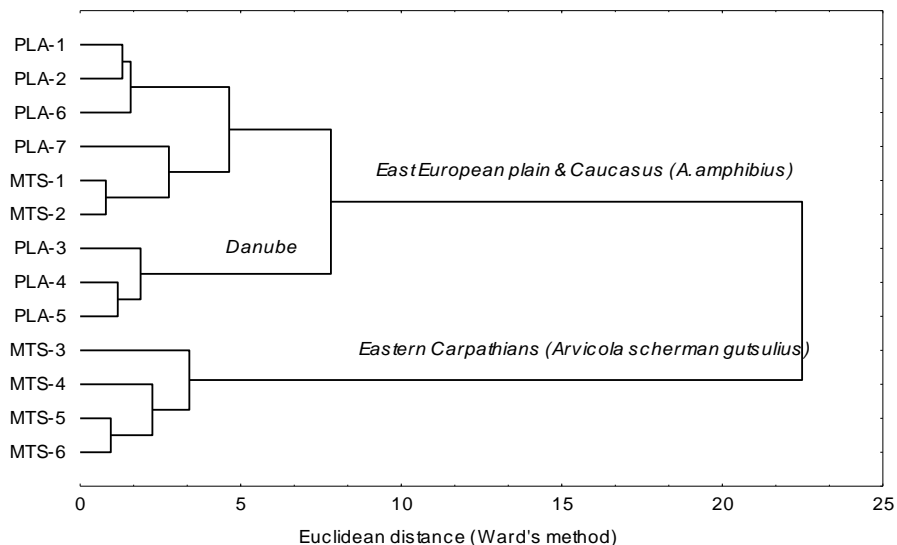 PLA-1
PLA-2
PLA-6
PLA-7
East European plain & Caucasus (A. amphibius)
MTS-1
MTS-2
PLA-3
Danube
PLA-4
PLA-5
MTS-3
Eastern Carpathians (Arvicola scherman gutsulius)
MTS-4
MTS-5
MTS-6
0 5 10 15 20 25
Euclidean distance (Ward's method)